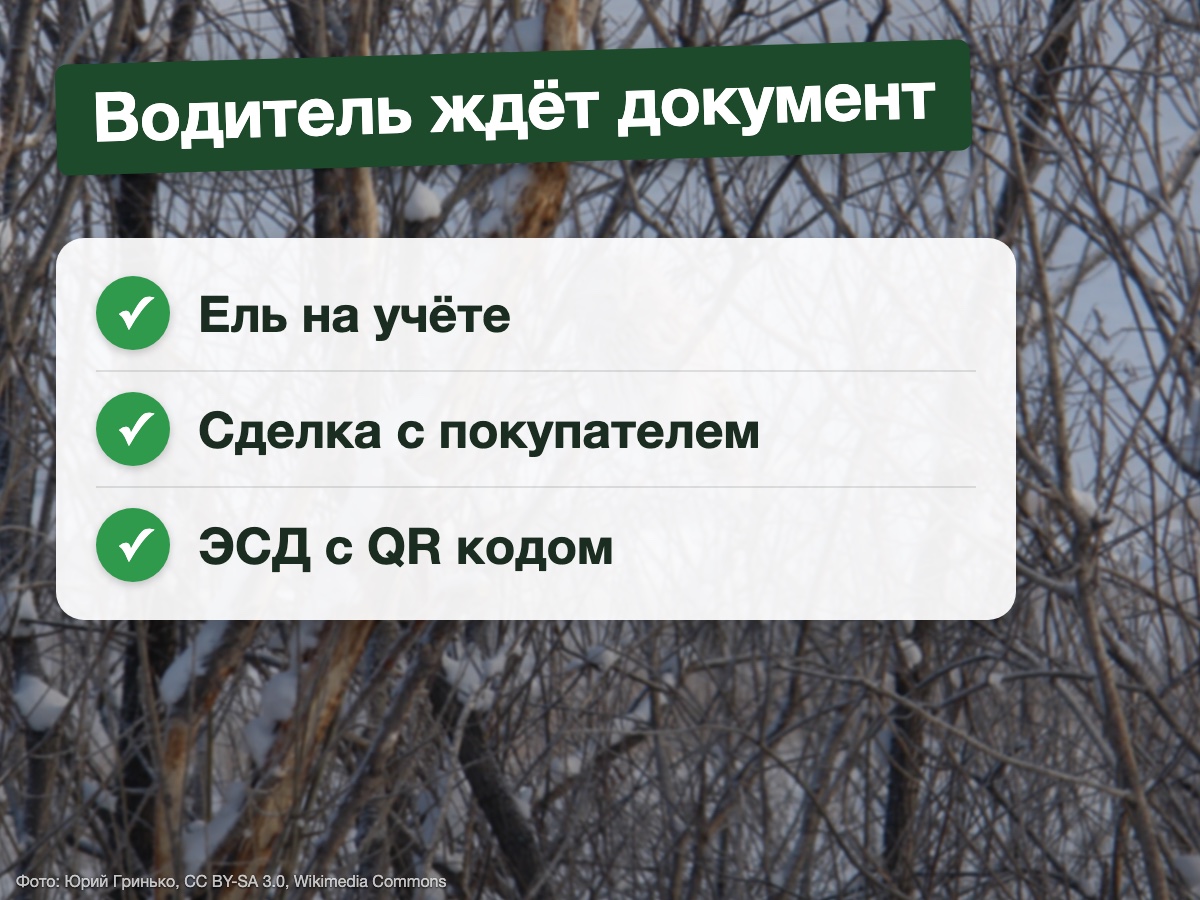 Водитель ждёт документ
Ель на учёте
Сделка с покупателем
ЭСД с QR кодом
Фото: Юрий Гринько, CC BY-SA 3.0, Wikimedia Commons